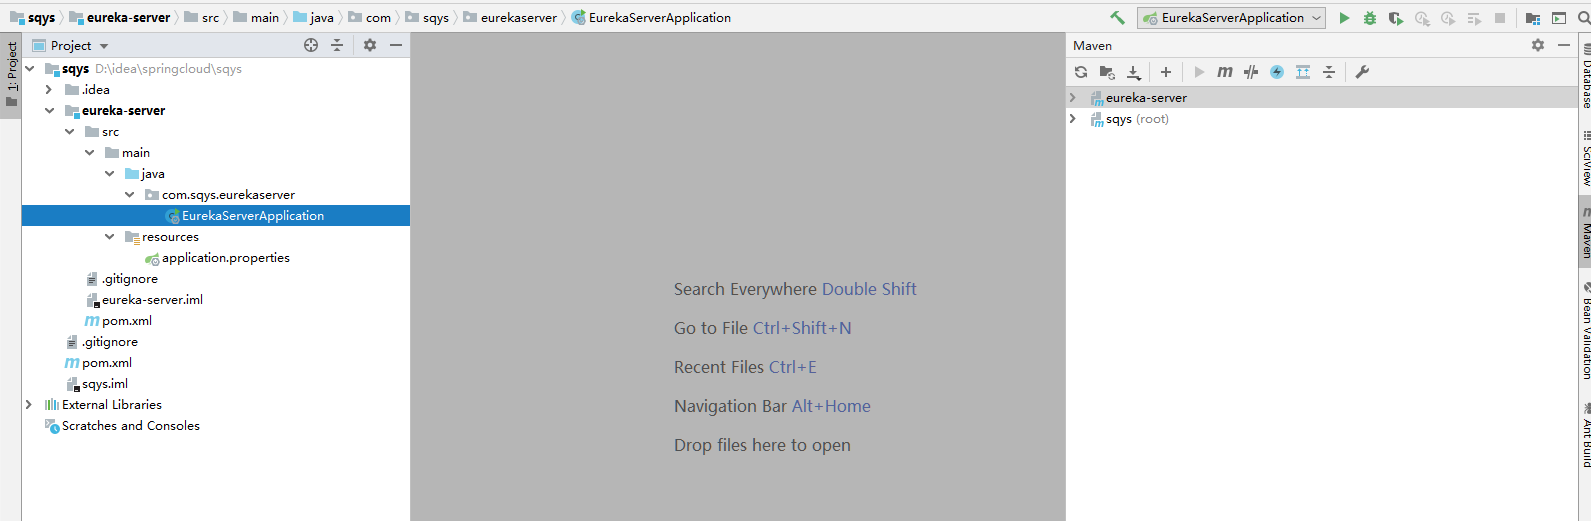 sqys eureka-server src main java com sqys eurekaserver EurekaServerApplication EurekaServerApplication
1: Project
Project
sqys D:\idea\springcloud\sqys
.idea
eureka-server
src
main
java
com.sqys.eurekaserver
EurekaServerApplication
resources
application.properties
.gitignore
eureka-server.iml
pom.xml
.gitignore
pom.xml
sqys.iml
External Libraries
Scratches and Consoles
Search Everywhere Double Shift
Go to File Ctrl+Shift+N
Recent Files Ctrl+E
Navigation Bar Alt+Home
Drop files here to open
Maven
eureka-server
sqys (root)
Database
SciView
Maven
Bean Validation
Ant Build